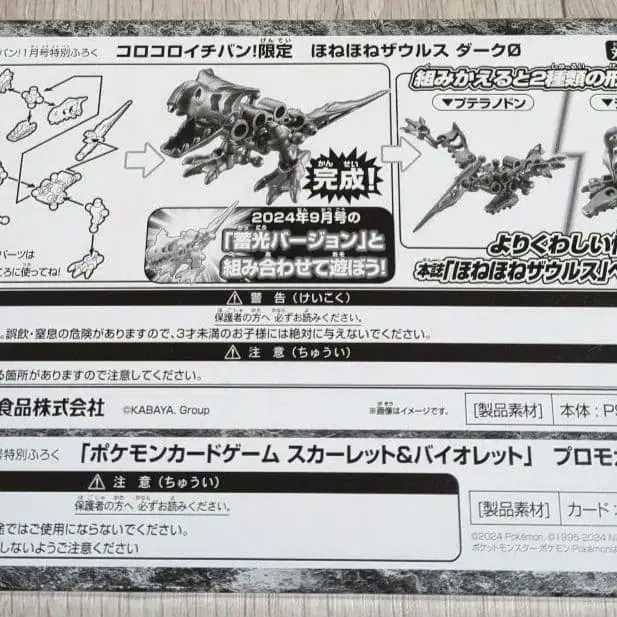 バン!1月号特別ふろく コロコロイチバン!限定 ほねほねザウルス ダーク0
組みかえると2種類の形
▼プテラノドン
完成!
2024年9月号の
「蓄光バージョン」と
組み合わせて遊ぼう!
パーツは
ころに使ってね!
よりくわしい
本誌「ほねほねザウルス」へ
⚠ 警告(けいこく)
保護者の方へ 必ずお読みください。
。誤飲・窒息の危険がありますので、3才未満のお子様には絶対に与えないでください。
⚠ 注意(ちゅうい)
る箇所がありますので注意してください。
食品株式会社 ©KABAYA. Group ※画像はイメージです。 [製品素材] 本体:PS
号特別ふろく 「ポケモンカードゲーム スカーレット&バイオレット」 プロモカ
⚠ 注意(ちゅうい)
保護者の方へ 必ずお読みください。
途ではご使用にならないでください。
しないようご注意ください
[製品素材] カード:
©2024 Pokémon. ©1995-2024 Ni
ポケットモンスター・ポケモン・Pokémonは